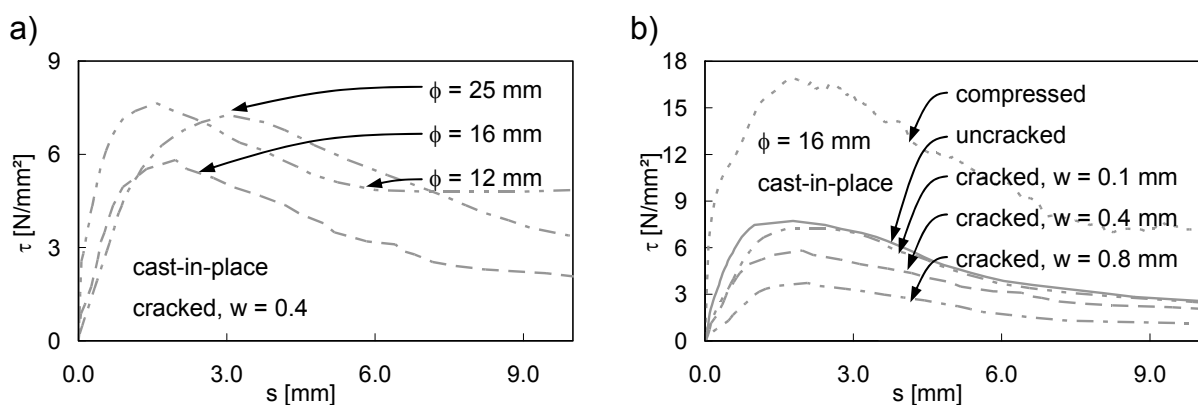 a)
9
6
3
0
τ [N/mm²]
ϕ = 25 mm
ϕ = 16 mm
ϕ = 12 mm
cast-in-place
cracked, w = 0.4
0.0 3.0 6.0 9.0
s [mm]
b)
18
15
12
9
6
3
0
τ [N/mm²]
compressed
uncracked
ϕ = 16 mm
cast-in-place
cracked, w = 0.1 mm
cracked, w = 0.4 mm
cracked, w = 0.8 mm
0.0 3.0 6.0 9.0
s [mm]